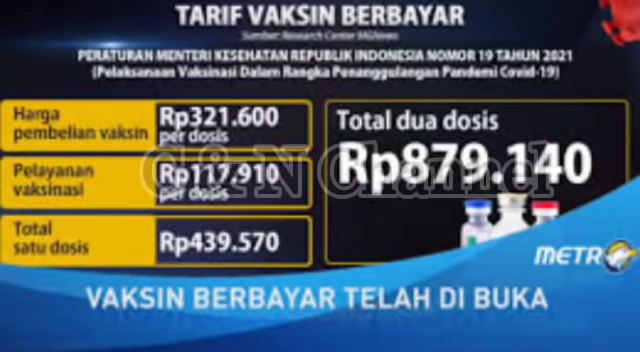 TARIF VAKSIN BERBAYAR
Sumber: Research Center MGNews
PERATURAN MENTERI KESEHATAN REPUBLIK INDONESIA NOMOR 19 TAHUN 2021
(Pelaksanaan Vaksinasi Dalam Rangka Penanggulangan Pandemi Covid-19)
Harga pembelian vaksin
Rp321.600 per dosis
Pelayanan vaksinasi
Rp117.910 per dosis
Total satu dosis
Rp439.570
Total dua dosis
Rp879.140
G&N Channel
METR
VAKSIN BERBAYAR TELAH DI BUKA